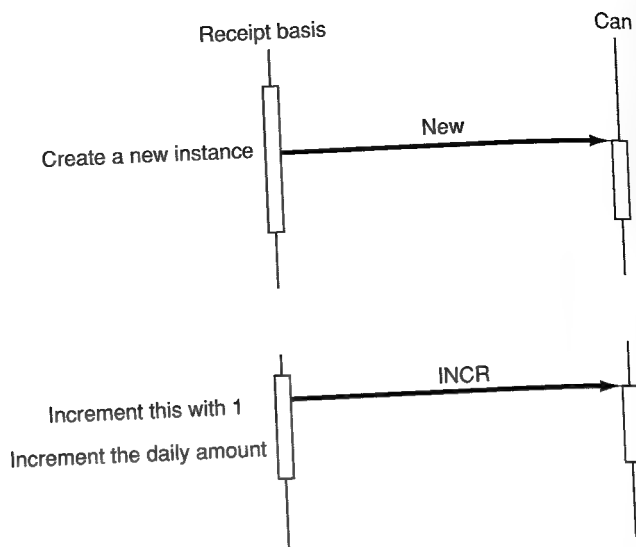 Receipt basis
Can
New
Create a new instance
INCR
Increment this with 1
Increment the daily amount